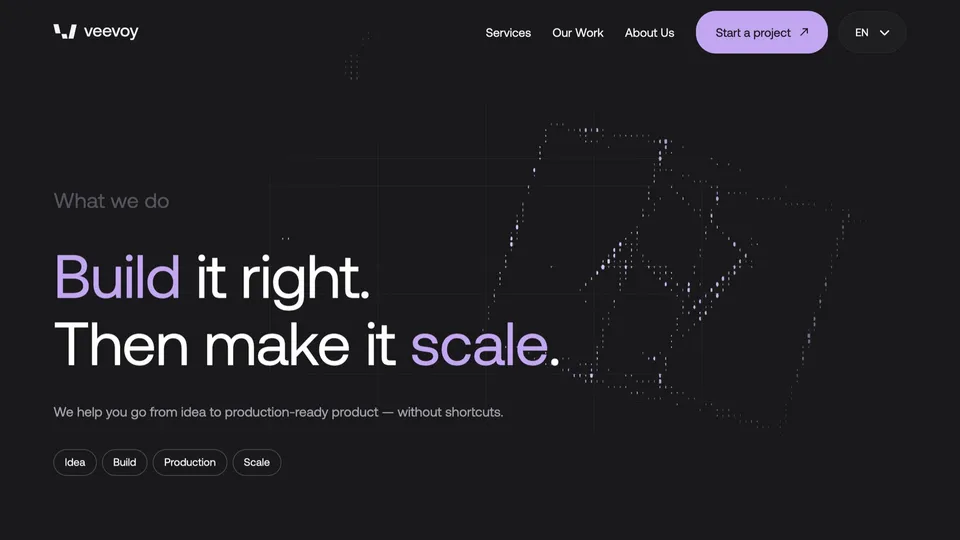 veevoy
Services
Our Work
About Us
Start a project
EN
What we do
Build it right.
Then make it scale.
We help you go from idea to production-ready product — without shortcuts.
Idea
Build
Production
Scale